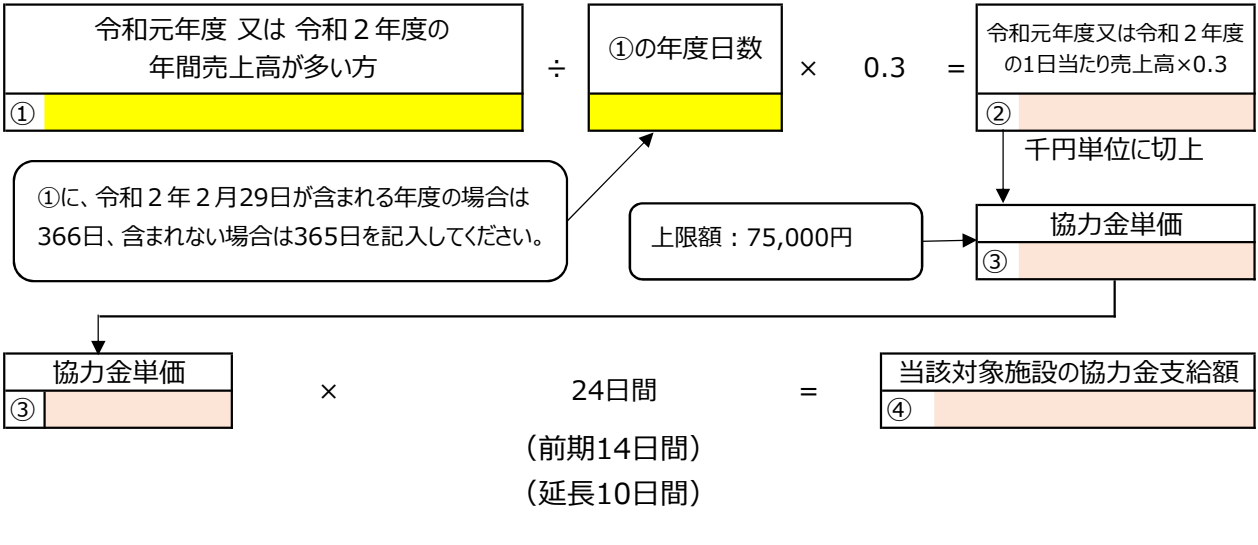 令和元年度 又は 令和２年度の
年間売上高が多い方
①
÷
①の年度日数
× 0.3 =
令和元年度又は令和２年度
の1日当たり売上高×0.3
②
千円単位に切上
①に、令和２年２月29日が含まれる年度の場合は
366日、含まれない場合は365日を記入してください。
上限額：75,000円
協力金単価
③
協力金単価
③
×
24日間
=
当該対象施設の協力金支給額
④
（前期14日間）
（延長10日間）